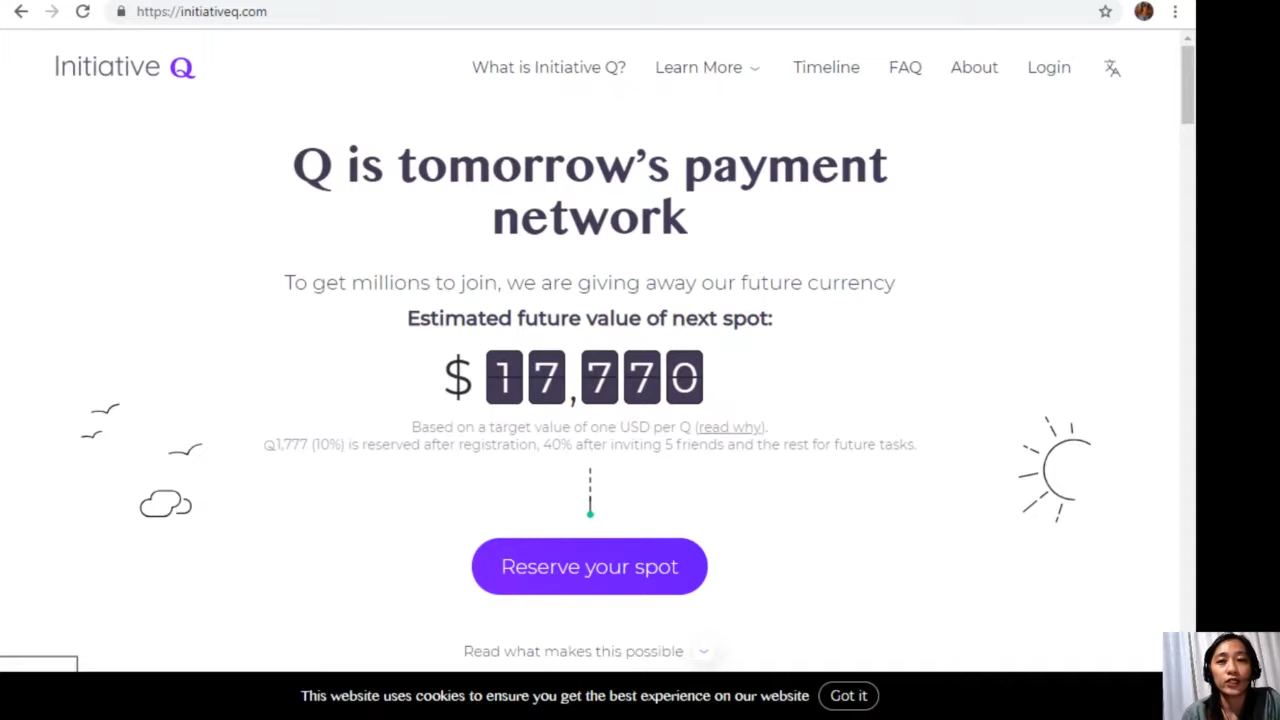 https://initiativeq.com
Initiative Q
What is Initiative Q? Learn More Timeline FAQ About Login
Q is tomorrow's payment
network
To get millions to join, we are giving away our future currency
Estimated future value of next spot:
$ 17,770
Based on a target value of one USD per Q (read why).
Q1,777 (10%) is reserved after registration, 40% after inviting 5 friends and the rest for future tasks.
Reserve your spot
Read what makes this possible
This website uses cookies to ensure you get the best experience on our website Got it